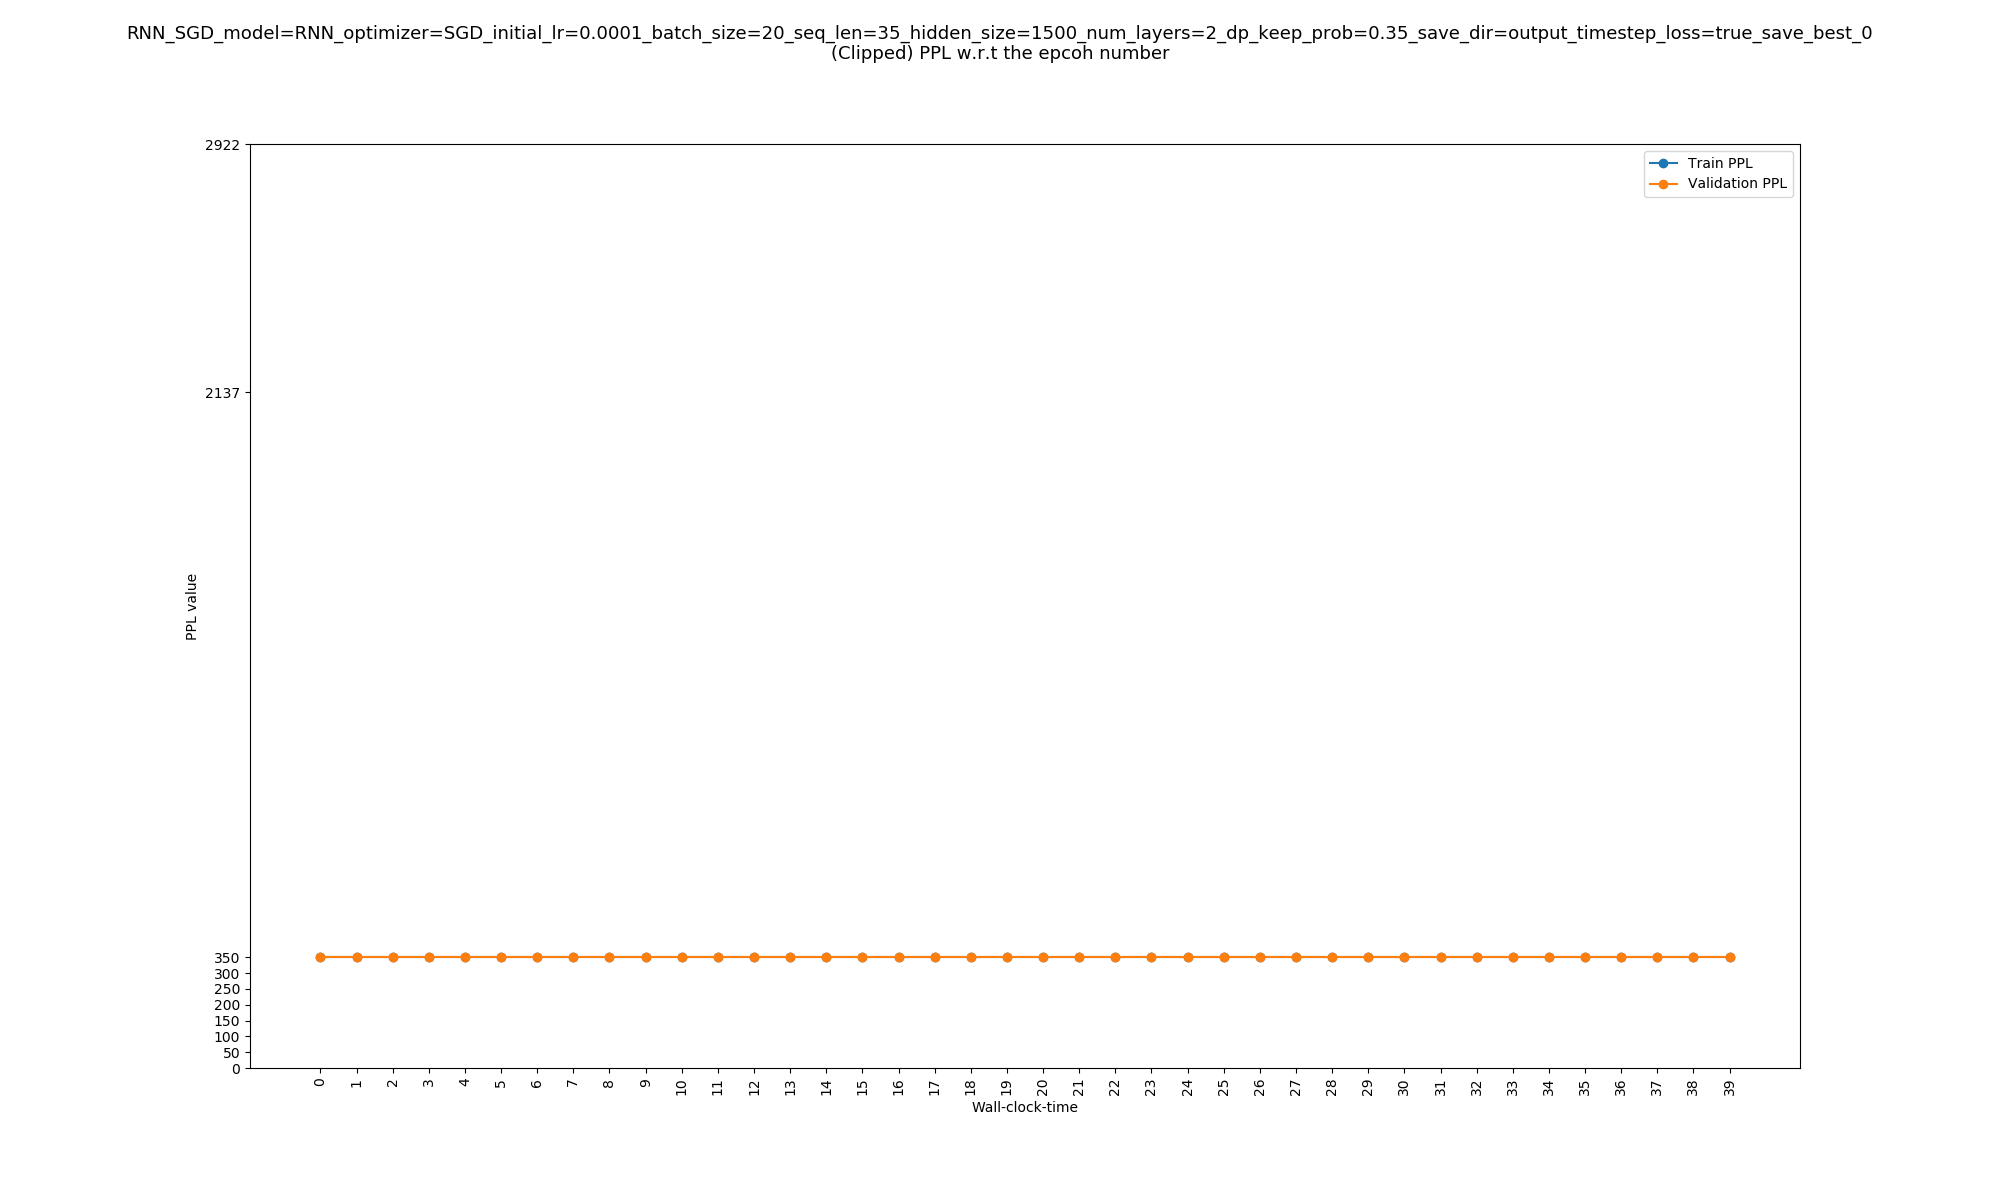 RNN_SGD_model=RNN_optimizer=SGD_initial_lr=0.0001_batch_size=20_seq_len=35_hidden_size=1500_num_layers=2_dp_keep_prob=0.35_save_dir=output_timestep_loss=true_save_best_0
(Clipped) PPL w.r.t the epcoh number
Train PPL
Validation PPL
PPL value
2922
2137
350
300
250
200
150
100
50
0
0 1 2 3 4 5 6 7 8 9 10 11 12 13 14 15 16 17 18 19 20 21 22 23 24 25 26 27 28 29 30 31 32 33 34 35 36 37 38 39
Wall-clock-time